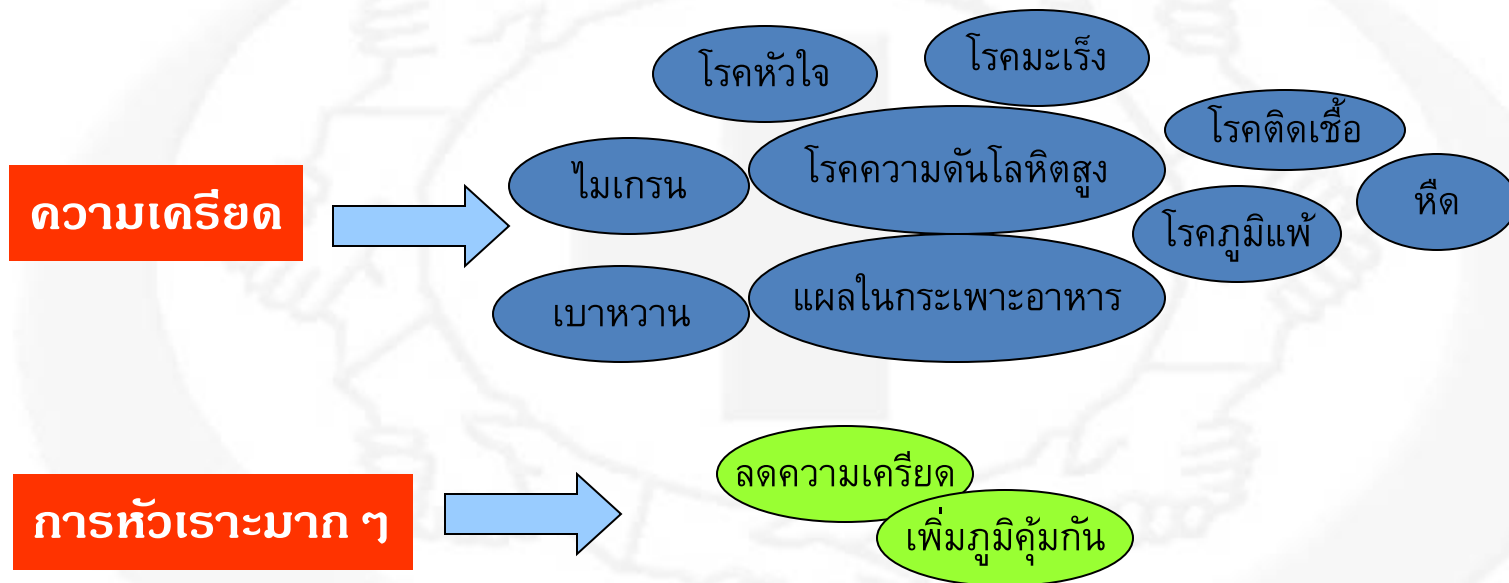 โรคหัวใจ
โรคมะเร็ง
โรคติดเชื้อ
ไมเกรน
โรคความดันโลหิตสูง
หืด
ความเครียด
โรคภูมิแพ้
เบาหวาน
แผลในกระเพาะอาหาร
ลดความเครียด
การหัวเราะมาก ๆ
เพิ่มภูมิคุ้มกัน